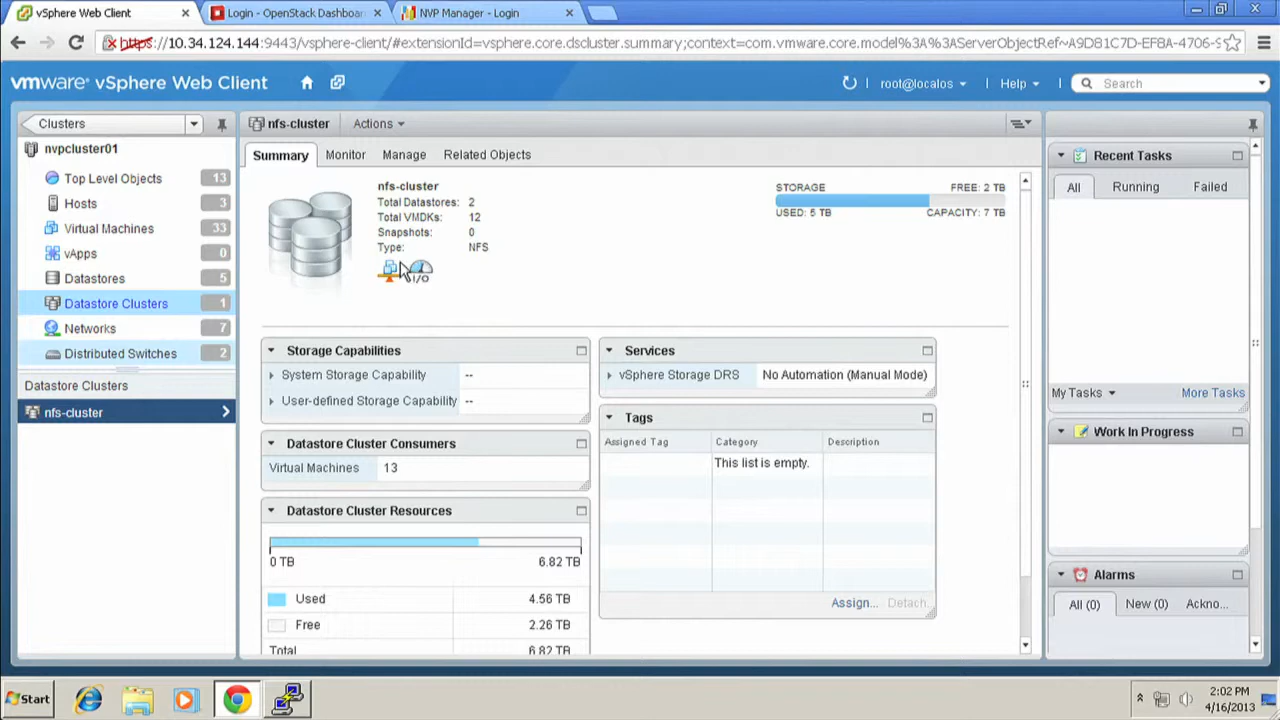 vSphere Web Client
Login - OpenStack Dashboar
NVP Manager - Login
https://10.34.124.144:9443/vsphere-client/#extensionId=vsphere.core.dscluster.summary;context=com.vmware.core.model%3A%3AServerObjectRef~A9D81C7D-EF8A-4706-S
vmware vSphere Web Client
root@localos
Help
Search
Clusters
nvpcluster01
Top Level Objects 13
Hosts 3
Virtual Machines 33
vApps 0
Datastores 5
Datastore Clusters 1
Networks 7
Distributed Switches 2
Datastore Clusters
nfs-cluster
nfs-cluster Actions
Summary Monitor Manage Related Objects
nfs-cluster
Total Datastores: 2
Total VMDKs: 12
Snapshots: 0
Type: NFS
I/O
STORAGE FREE: 2 TB
USED: 5 TB CAPACITY: 7 TB
Storage Capabilities
System Storage Capability --
User-defined Storage Capability --
Datastore Cluster Consumers
Virtual Machines 13
Datastore Cluster Resources
0 TB 6.82 TB
Used 4.56 TB
Free 2.26 TB
Total 6.82 TB
Services
vSphere Storage DRS No Automation (Manual Mode)
Tags
Assigned Tag Category Description
This list is empty.
Assign... Detach
Recent Tasks
All Running Failed
My Tasks More Tasks
Work In Progress
Alarms
All (0) New (0) Ackno...
Start
2:02 PM
4/16/2013